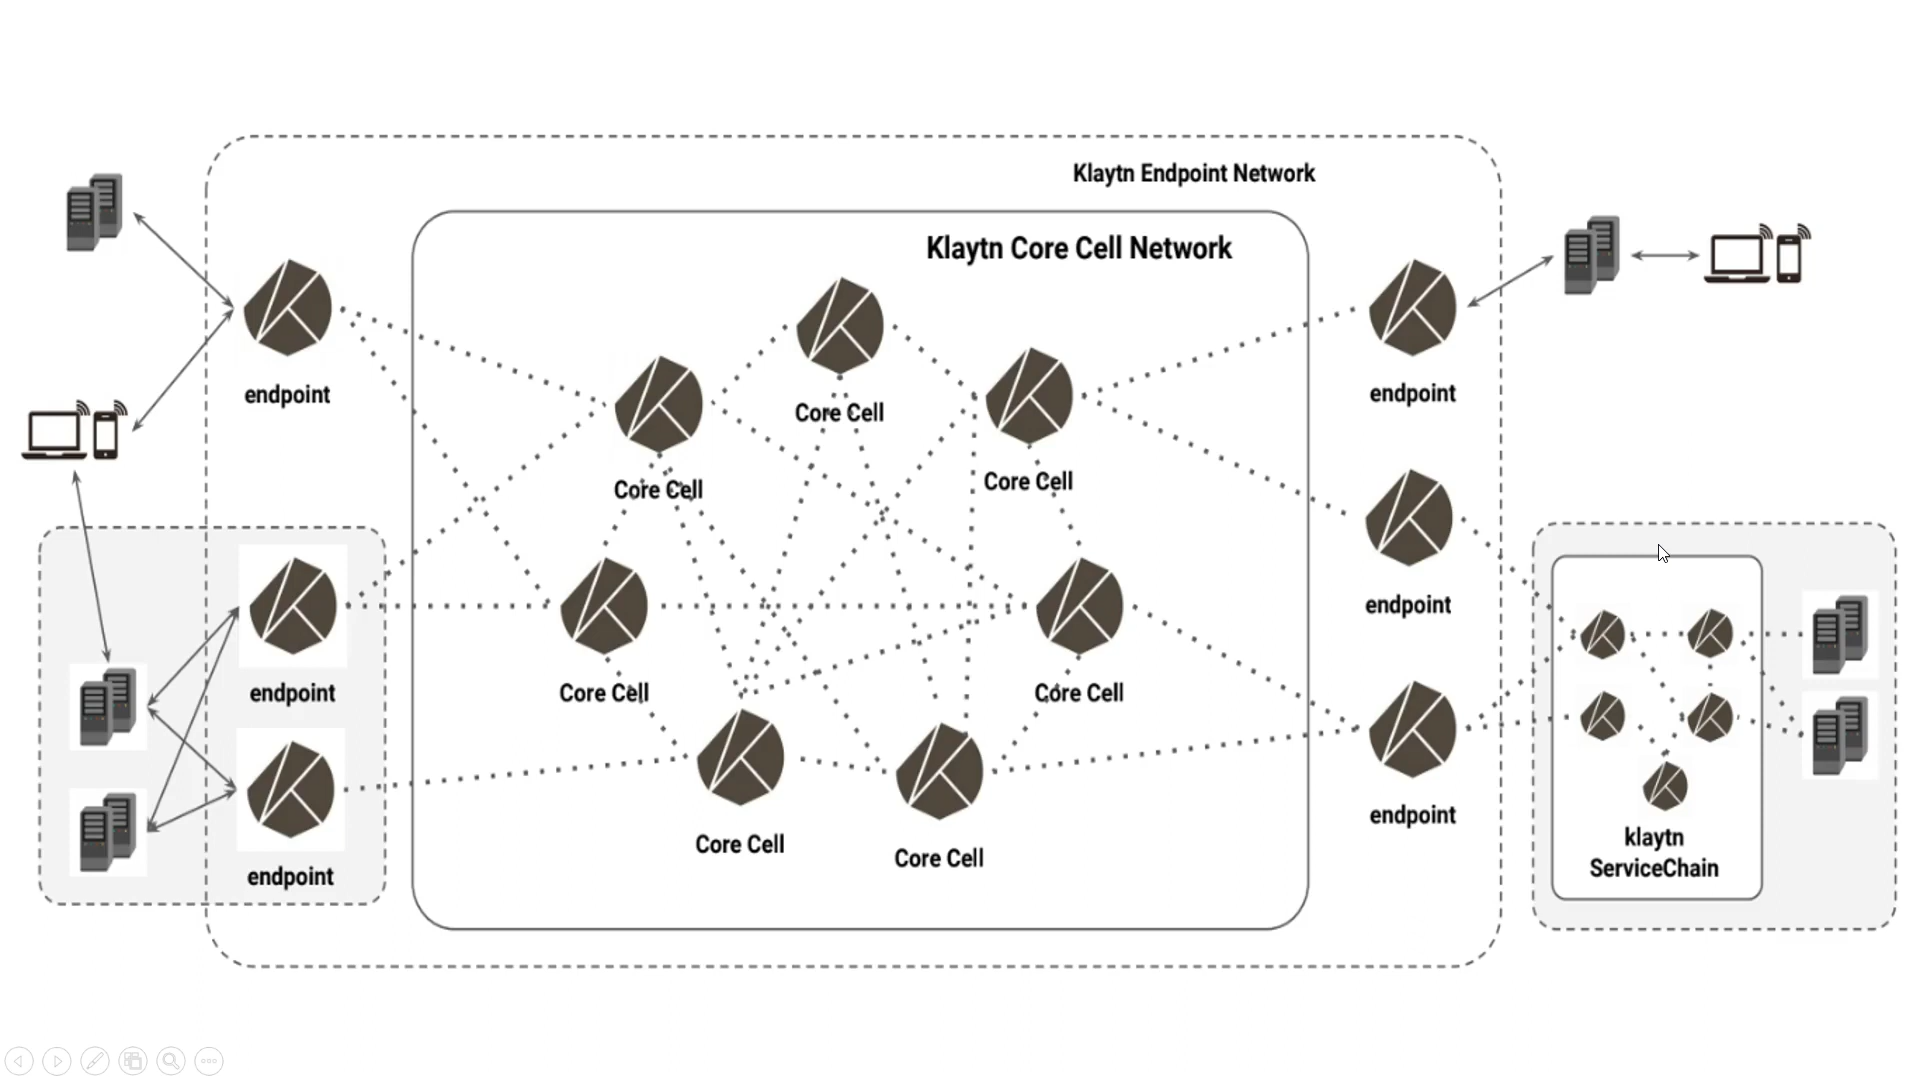 Klaytn Endpoint Network
Klaytn Core Cell Network
endpoint
Core Cell
endpoint
Core Cell
Core Cell
endpoint
endpoint
Core Cell
Core Cell
endpoint
Core Cell
Core Cell
endpoint
klaytn
ServiceChain